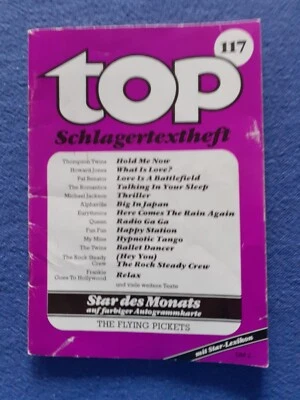 117
top
Schlagertextheft
Thompson Twins Hold Me Now
Howard Jones What Is Love?
Pat Benatar Love Is A Battlefield
The Romantics Talking In Your Sleep
Michael Jackson Thriller
Alphaville Big In Japan
Eurythmics Here Comes The Rain Again
Queen Radio Ga Ga
Fun Fun Happy Station
My Mine Hypnotic Tango
The Twins Ballet Dancer
The Rock Steady Crew (Hey You) The Rock Steady Crew
Frankie Goes To Hollywood Relax
und viele weitere Texte
Star des Monats
auf farbiger Autogrammkarte
THE FLYING PICKETS
mit Star-Lexikon